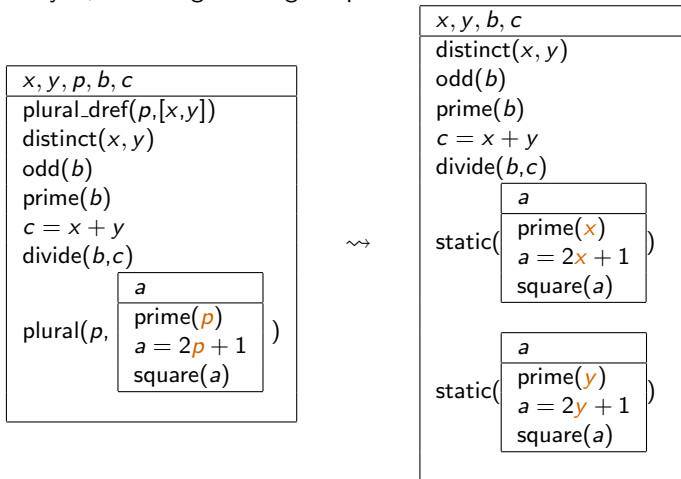 x, y, p, b, c
plural_dref(p,[x,y])
distinct(x, y)
odd(b)
prime(b)
c = x + y
divide(b,c)
plural(p,
a
prime(p)
a = 2p + 1
square(a)
)
⇝
x, y, b, c
distinct(x, y)
odd(b)
prime(b)
c = x + y
divide(b,c)
static(
a
prime(x)
a = 2x + 1
square(a)
)
static(
a
prime(y)
a = 2y + 1
square(a)
)